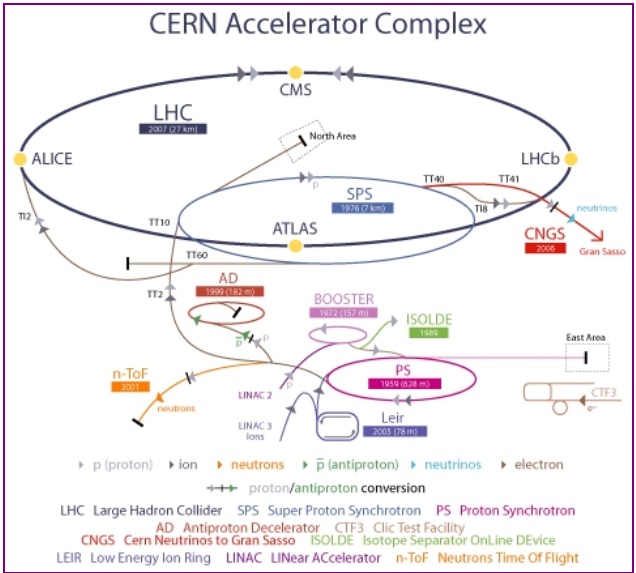 CERN Accelerator Complex
CMS
LHC
2007 (27 km)
North Area
ALICE
LHCb
TT40
TT41
p
SPS
1976 (7 km)
TI8
neutrinos
TI2
TT10
ATLAS
CNGS
2006
Gran Sasso
TT60
AD
1999 (182 m)
TT2
BOOSTER
1972 (157 m)
ISOLDE
1989
p̅
p
East Area
n-ToF
2001
PS
1959 (628 m)
neutrons
LINAC 2
p
CTF3
e⁻
LINAC 3
Ions
Leir
2005 (78 m)
p (proton) ion neutrons p̅ (antiproton) neutrinos electron
proton/antiproton conversion
LHC Large Hadron Collider SPS Super Proton Synchrotron PS Proton Synchrotron
AD Antiproton Decelerator CTF3 Clic Test Facility
CNGS Cern Neutrinos to Gran Sasso ISOLDE Isotope Separator OnLine DEvice
LEIR Low Energy Ion Ring LINAC LINear ACcelerator n-ToF Neutrons Time Of Flight